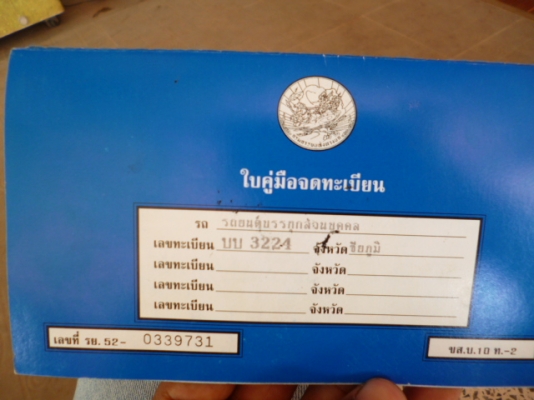 ใบคู่มือจดทะเบียน
รถ รถยนต์บรรทุกส่วนบุคคล
เลขทะเบียน บบ 3224 จังหวัด ชัยภูมิ
เลขทะเบียน จังหวัด
เลขทะเบียน จังหวัด
เลขทะเบียน จังหวัด
เลขที่ รย. 52- 0339731
ขส.บ.10 ท.-2